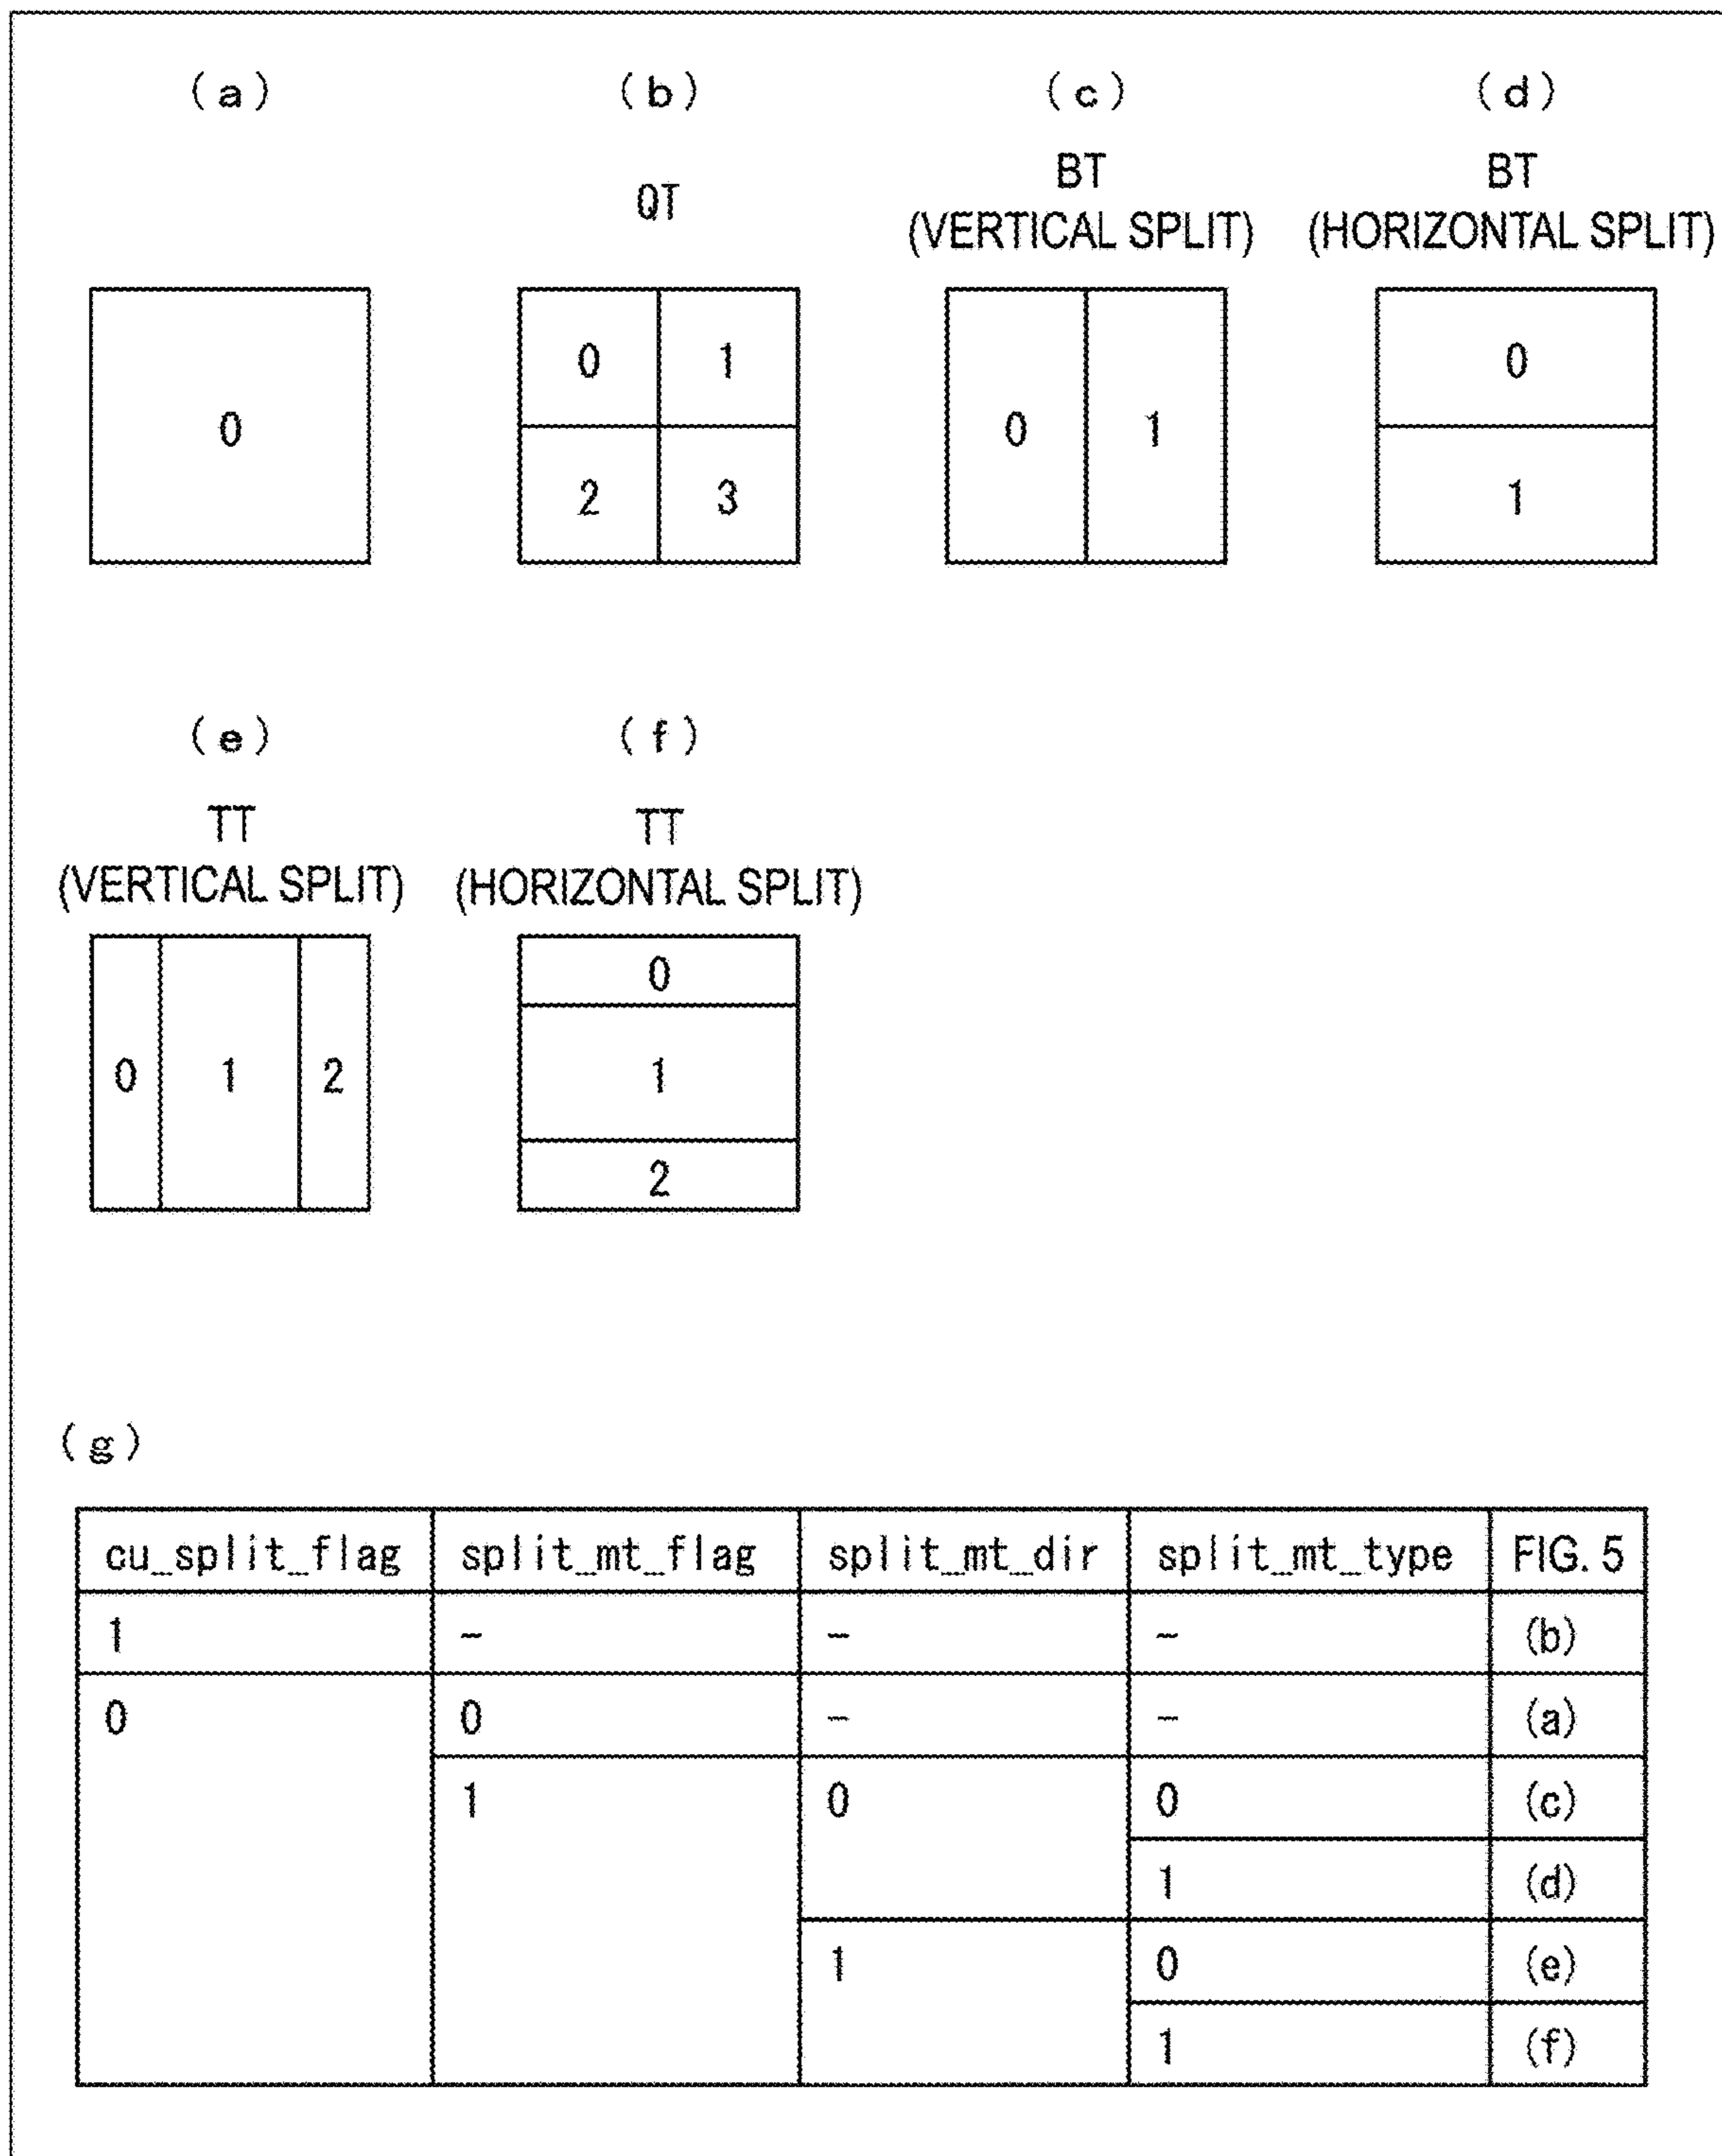 (a) (b) (c) (d)
QT
BT
(VERTICAL SPLIT)
BT
(HORIZONTAL SPLIT)
0
0 1
2 3
0 1
0
1
(e) (f)
TT
(VERTICAL SPLIT)
TT
(HORIZONTAL SPLIT)
0 1 2
0
1
2
(g)
cu_split_flag split_mt_flag split_mt_dir split_mt_type FIG. 5
1 - - - (b)
0 0 - - (a)
1 0 0 (c)
1 (d)
1 0 (e)
1 (f)